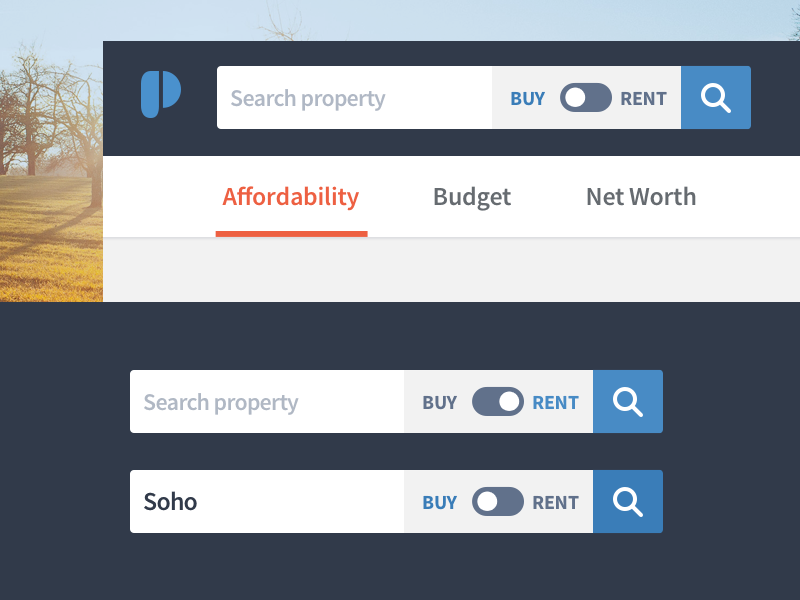 Search property BUY RENT
Affordability Budget Net Worth
Search property BUY RENT
Soho BUY RENT